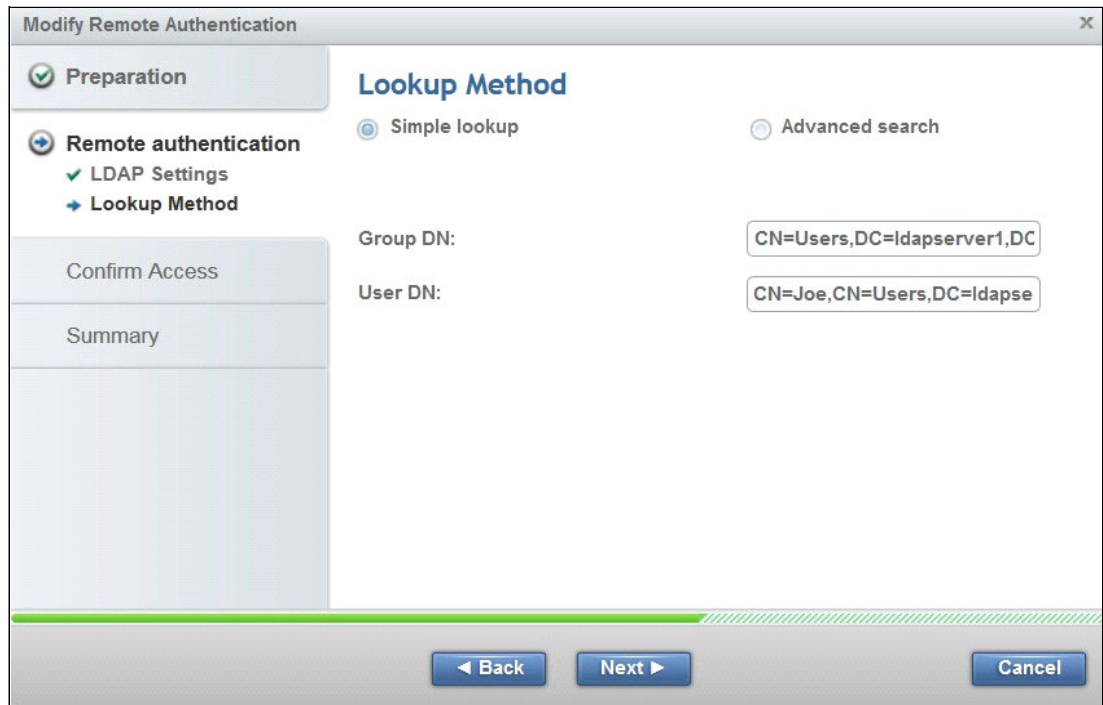 Modify Remote Authentication x
Preparation
Remote authentication
LDAP Settings
Lookup Method
Confirm Access
Summary
Lookup Method
Simple lookup
Advanced search
Group DN: CN=Users,DC=ldapserver1,DC
User DN: CN=Joe,CN=Users,DC=ldapse
◄ Back
Next ►
Cancel